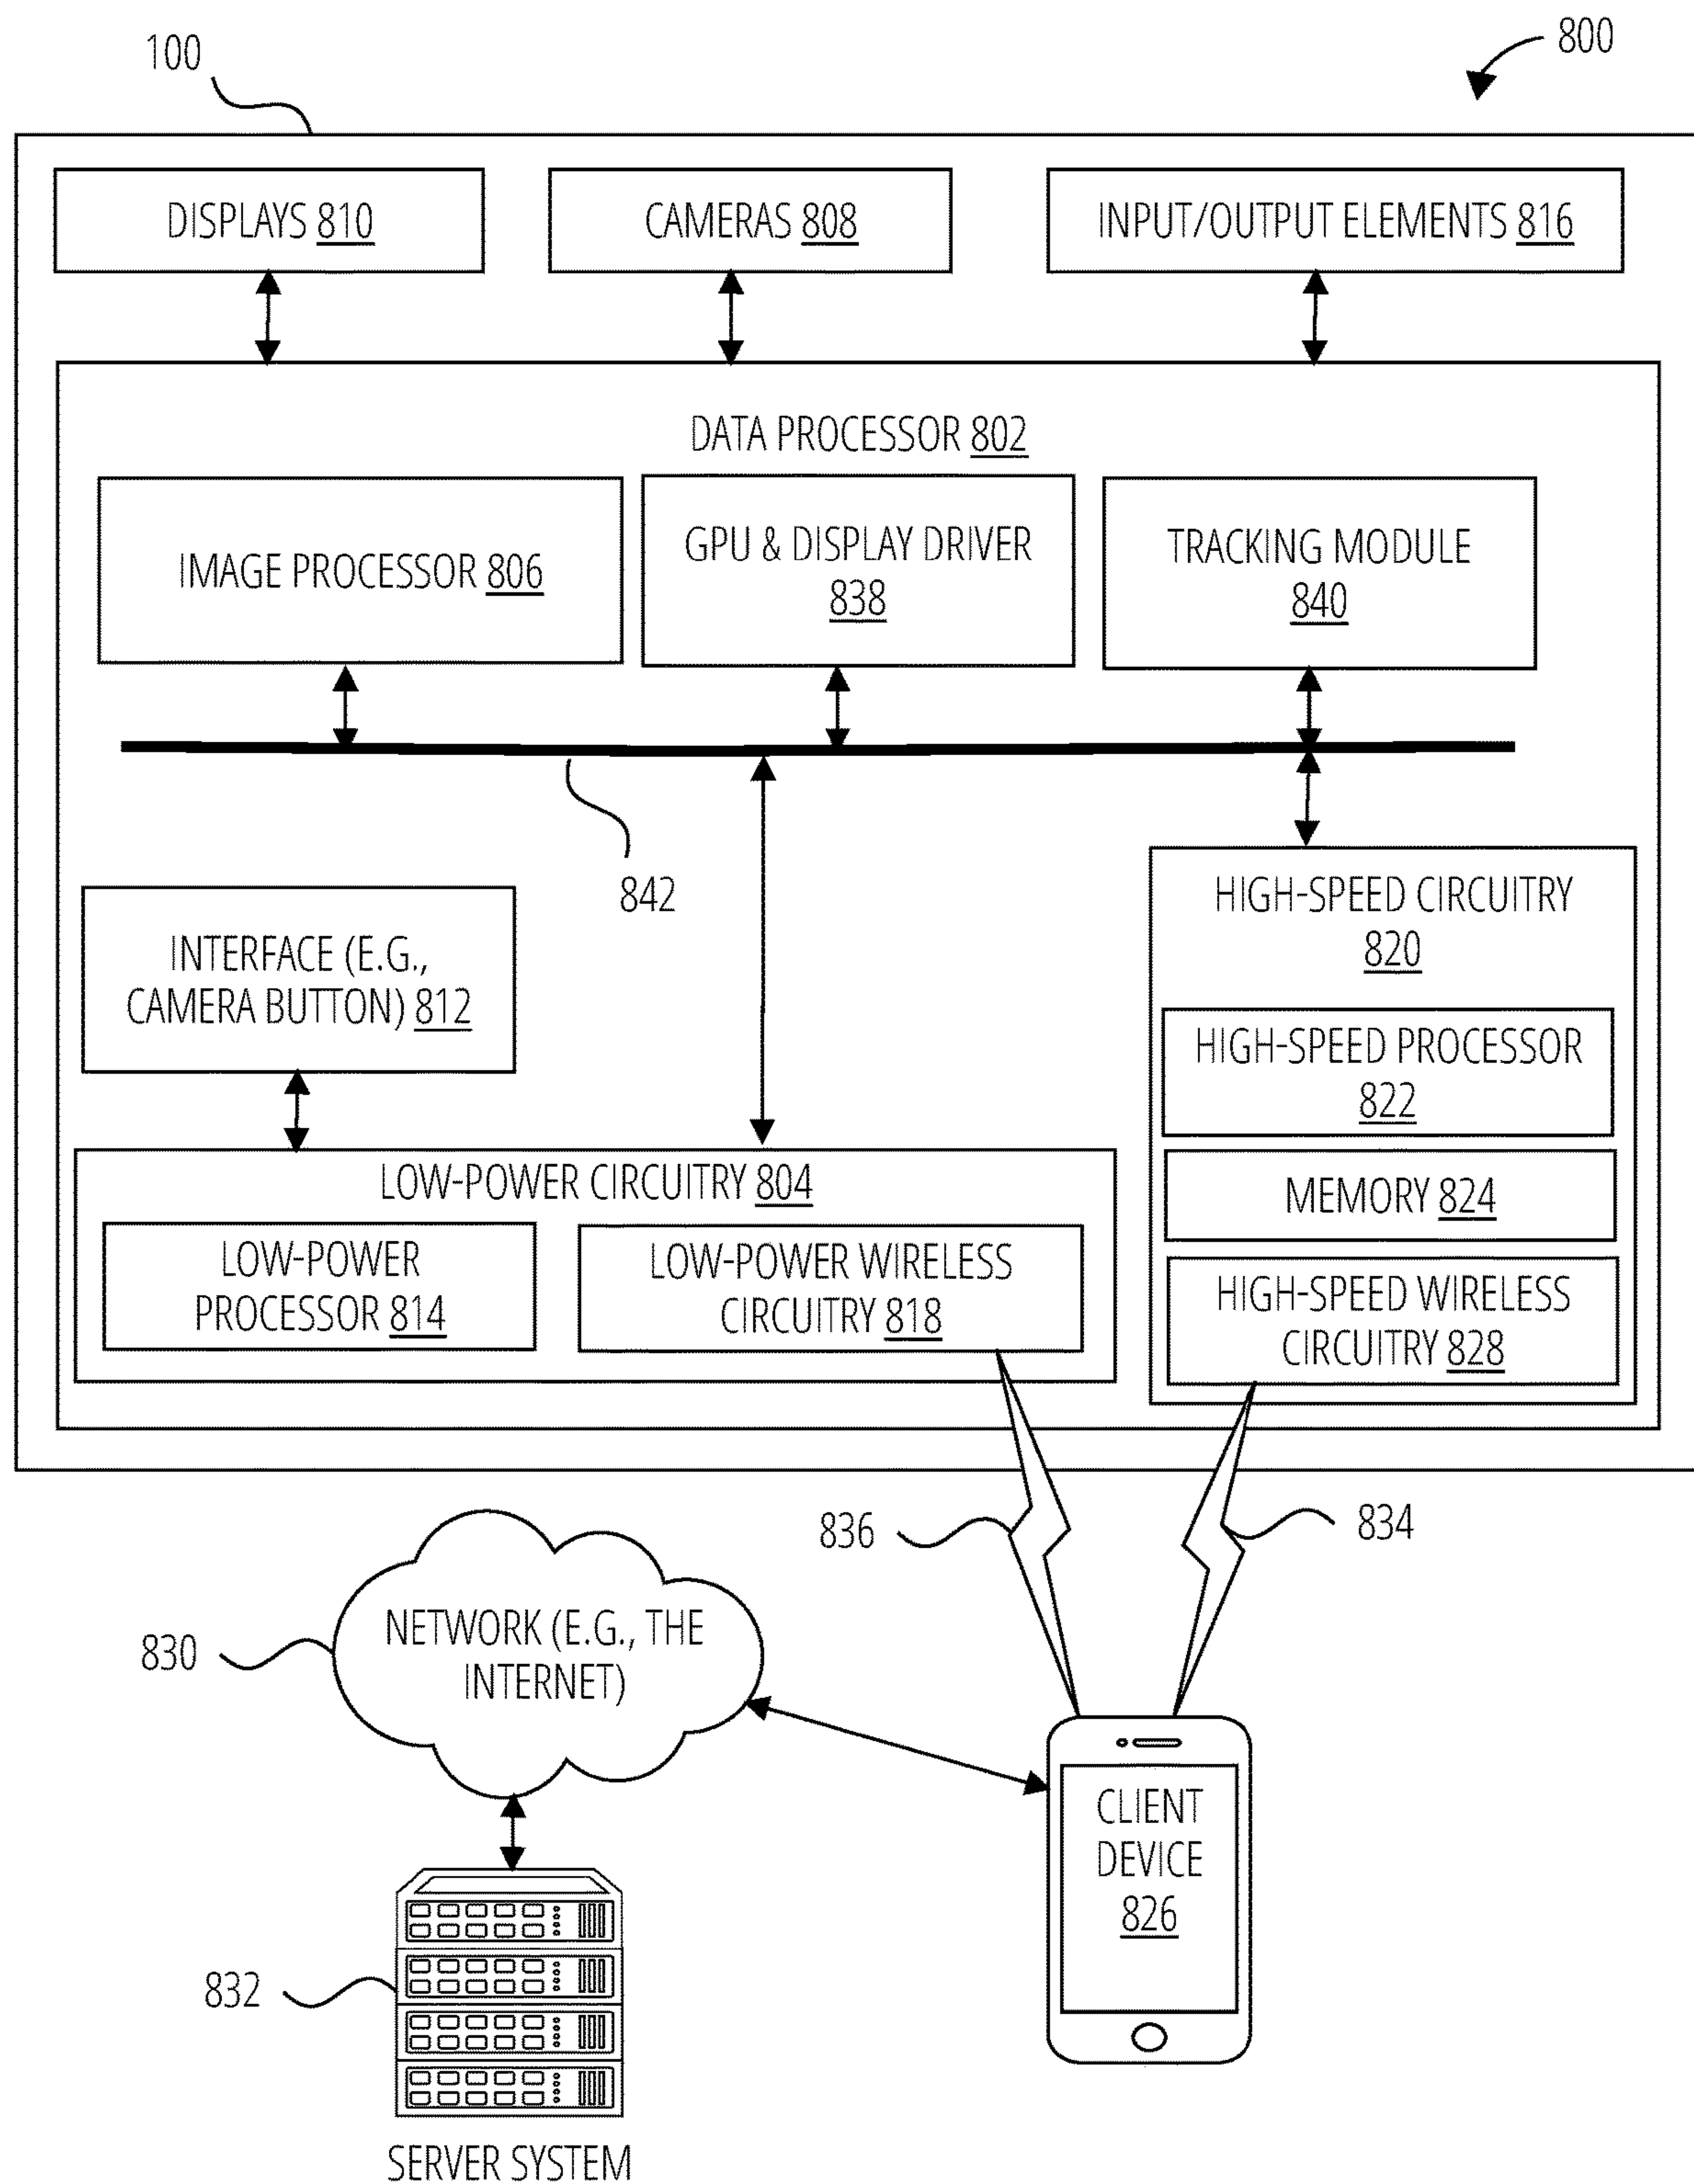 100
800
DISPLAYS 810
CAMERAS 808
INPUT/OUTPUT ELEMENTS 816
DATA PROCESSOR 802
IMAGE PROCESSOR 806
GPU & DISPLAY DRIVER
838
TRACKING MODULE
840
842
INTERFACE (E.G.,
CAMERA BUTTON) 812
HIGH-SPEED CIRCUITRY
820
HIGH-SPEED PROCESSOR
822
MEMORY 824
HIGH-SPEED WIRELESS
CIRCUITRY 828
LOW-POWER CIRCUITRY 804
LOW-POWER
PROCESSOR 814
LOW-POWER WIRELESS
CIRCUITRY 818
836
834
830
NETWORK (E.G., THE
INTERNET)
CLIENT
DEVICE
826
832
SERVER SYSTEM